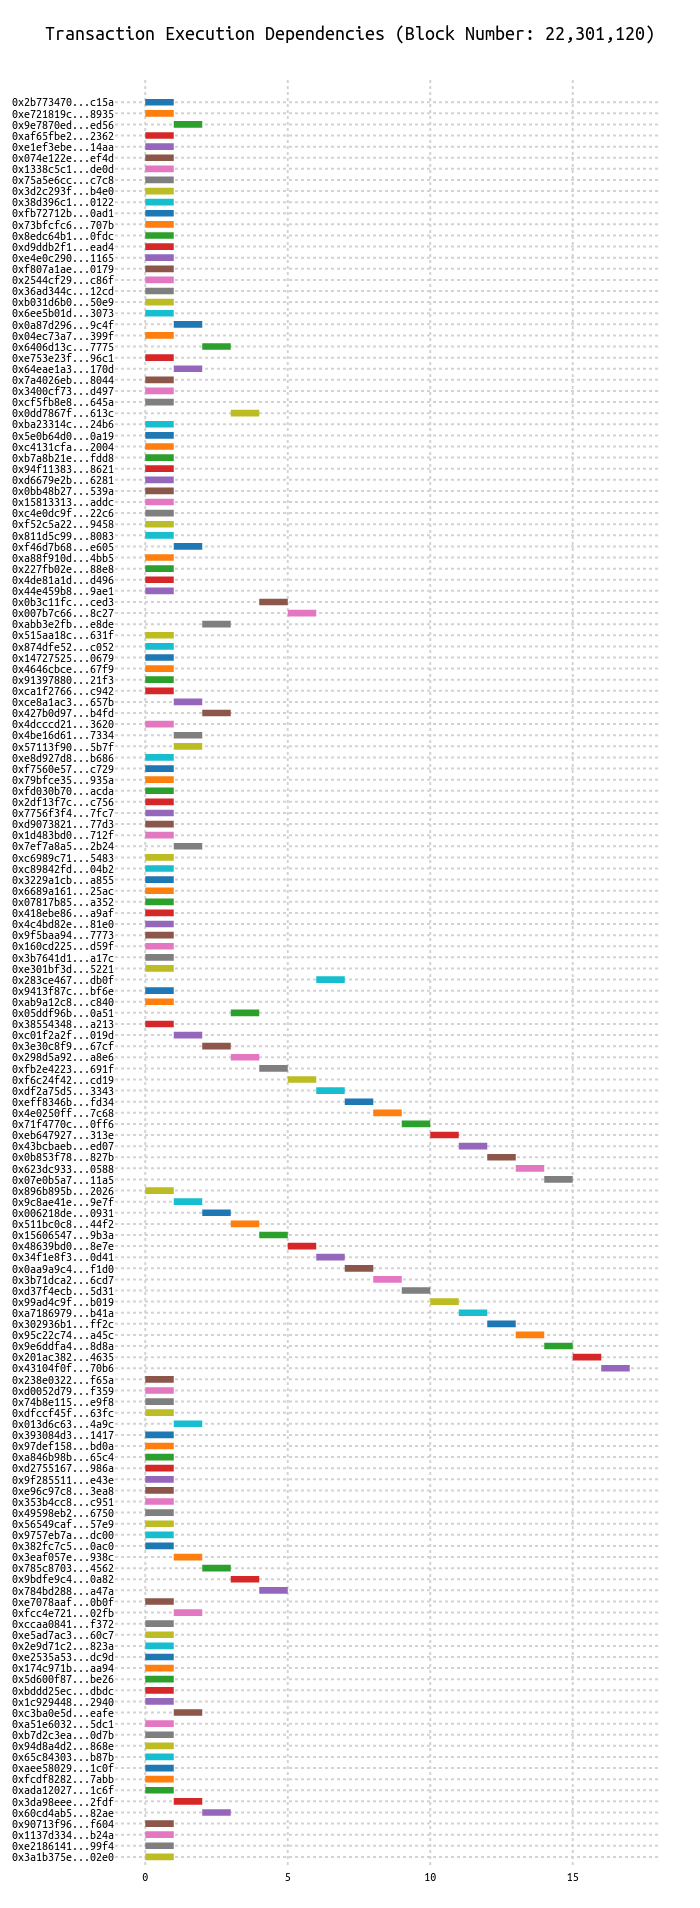 Transaction Execution Dependencies (Block Number: 22,301,120)
0x2b773470...c15a
0xe721819c...8935
0x9e7870ed...ed56
0xaf65fbe2...2362
0xe1ef3ebe...14aa
0x074e122e...ef4d
0x1338c5c1...de0d
0x75a5e6cc...c7c8
0x3d2c293f...b4e0
0x38d396c1...0122
0xfb72712b...0ad1
0x73bfcfc6...707b
0x8edc64b1...0fdc
0xd9ddb2f1...ead4
0xe4e0c290...1165
0xf807a1ae...0179
0x2544cf29...c86f
0x36ad344c...12cd
0xb031d6b0...50e9
0x6ee5b01d...3073
0x0a87d296...9c4f
0x04ec73a7...399f
0x6406d13c...7775
0xe753e23f...96c1
0x64eae1a3...170d
0x7a4026eb...8044
0x3400cf73...d497
0xcf5fb8e8...645a
0x0dd7867f...613c
0xba23314c...24b6
0x5e0b64d0...0a19
0xc4131cfa...2004
0xb7a8b21e...fdd8
0x94f11383...8621
0xd6679e2b...6281
0x0bb48b27...539a
0x15813313...addc
0xc4e0dc9f...22c6
0xf52c5a22...9458
0x811d5c99...8083
0xf46d7b68...e605
0xa88f910d...4bb5
0x227fb02e...88e8
0x4de81a1d...d496
0x44e459b8...9ae1
0x0b3c11fc...ced3
0x007b7c66...8c27
0xabb3e2fb...e8de
0x515aa18c...631f
0x874dfe52...c052
0x14727525...0679
0x4646cbce...67f9
0x91397880...21f3
0xca1f2766...c942
0xce8a1ac3...657b
0x427b0d97...b4fd
0x4dcccd21...3620
0x4be16d61...7334
0x57113f90...5b7f
0xe8d927d8...b686
0xf7560e57...c729
0x79bfce35...935a
0xfd030b70...acda
0x2df13f7c...c756
0x7756f3f4...7fc7
0xd9073821...77d3
0x1d483bd0...712f
0x7ef7a8a5...2b24
0xc6989c71...5483
0xc89842fd...04b2
0x3229a1cb...a855
0x6689a161...25ac
0x07817b85...a352
0x418ebe86...a9af
0x4c4bd82e...81e0
0x9f5baa94...7773
0x160cd225...d59f
0x3b7641d1...a17c
0xe301bf3d...5221
0x283ce467...db0f
0x9413f87c...bf6e
0xab9a12c8...c840
0x05ddf96b...0a51
0x38554348...a213
0xc01f2a2f...019d
0x3e30c8f9...67cf
0x298d5a92...a8e6
0xfb2e4223...691f
0xf6c24f42...cd19
0xdf2a75d5...3343
0xeff8346b...fd34
0x4e0250ff...7c68
0x71f4770c...0ff6
0xeb647927...313e
0x43bcbaeb...ed07
0x0b853f78...827b
0x623dc933...0588
0x07e0b5a7...11a5
0x896b895b...2026
0x9c8ae41e...9e7f
0x006218de...0931
0x511bc0c8...44f2
0x15606547...9b3a
0x48639bd0...8e7e
0x34f1e8f3...0d41
0x0aa9a9c4...f1d0
0x3b71dca2...6cd7
0xd37f4ecb...5d31
0x99ad4c9f...b019
0xa7186979...b41a
0x302936b1...ff2c
0x95c22c74...a45c
0x9e6ddfa4...8d8a
0x201ac382...4635
0x43104f0f...70b6
0x238e0322...f65a
0xd0052d79...f359
0x74b8e115...e9f8
0xdfccf45f...63fc
0x013d6c63...4a9c
0x393084d3...1417
0x97def158...bd0a
0xa846b98b...65c4
0xd2755167...986a
0x9f285511...e43e
0xe96c97c8...3ea8
0x353b4cc8...c951
0x49598eb2...6750
0x56549caf...57e9
0x9757eb7a...dc00
0x382fc7c5...0ac0
0x3eaf057e...938c
0x785c8703...4562
0x9bdfe9c4...0a82
0x784bd288...a47a
0xe7078aaf...0b0f
0xfcc4e721...02fb
0xccaa0841...f372
0xe5ad7ac3...60c7
0x2e9d71c2...823a
0xe2535a53...dc9d
0x174c971b...aa94
0x5d600f87...be26
0xbddd25ec...dbdc
0x1c929448...2940
0xc3ba0e5d...eafe
0xa51e6032...5dc1
0xb7d2c3ea...0d7b
0x94d8a4d2...868e
0x65c84303...b87b
0xaee58029...1c0f
0xfcdf8282...7abb
0xada12027...1c6f
0x3da98eee...2fdf
0x60cd4ab5...82ae
0x90713f96...f604
0x1137d334...b24a
0xe2186141...99f4
0x3a1b375e...02e0
0 5 10 15